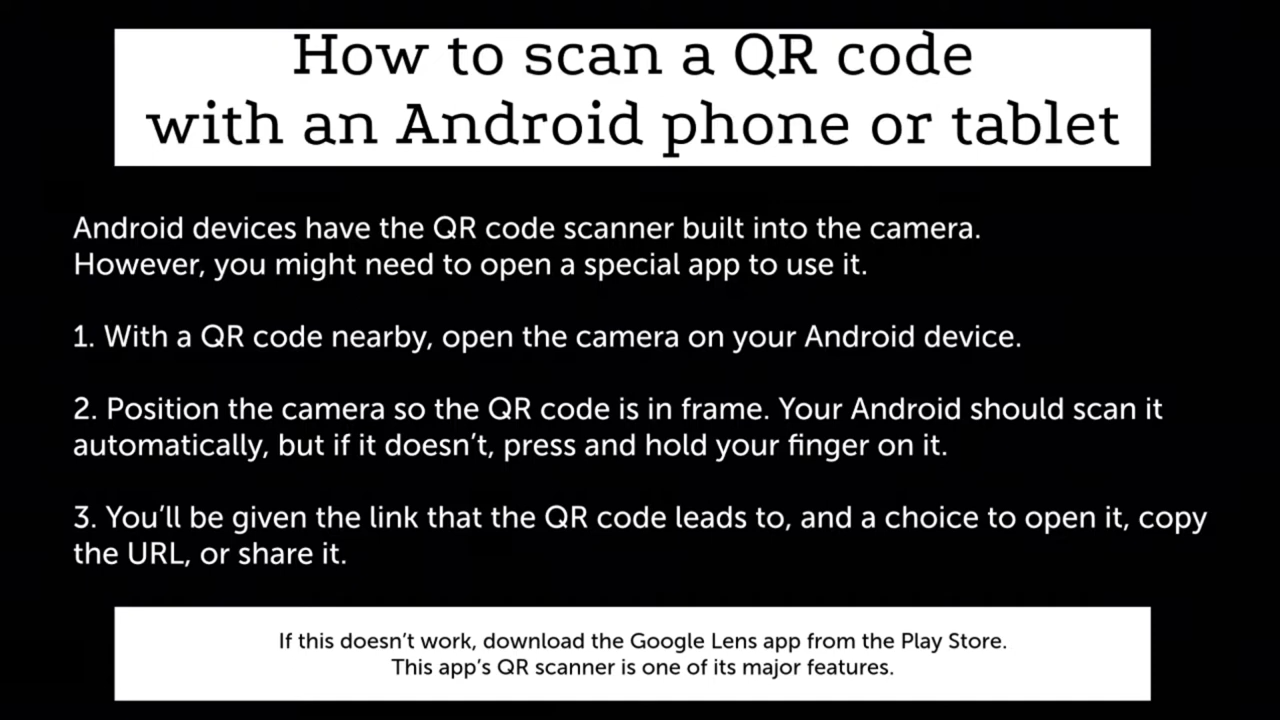 How to scan a QR code
with an Android phone or tablet
Android devices have the QR code scanner built into the camera.
However, you might need to open a special app to use it.
1. With a QR code nearby, open the camera on your Android device.
2. Position the camera so the QR code is in frame. Your Android should scan it
automatically, but if it doesn’t, press and hold your finger on it.
3. You’ll be given the link that the QR code leads to, and a choice to open it, copy
the URL, or share it.
If this doesn’t work, download the Google Lens app from the Play Store.
This app’s QR scanner is one of its major features.